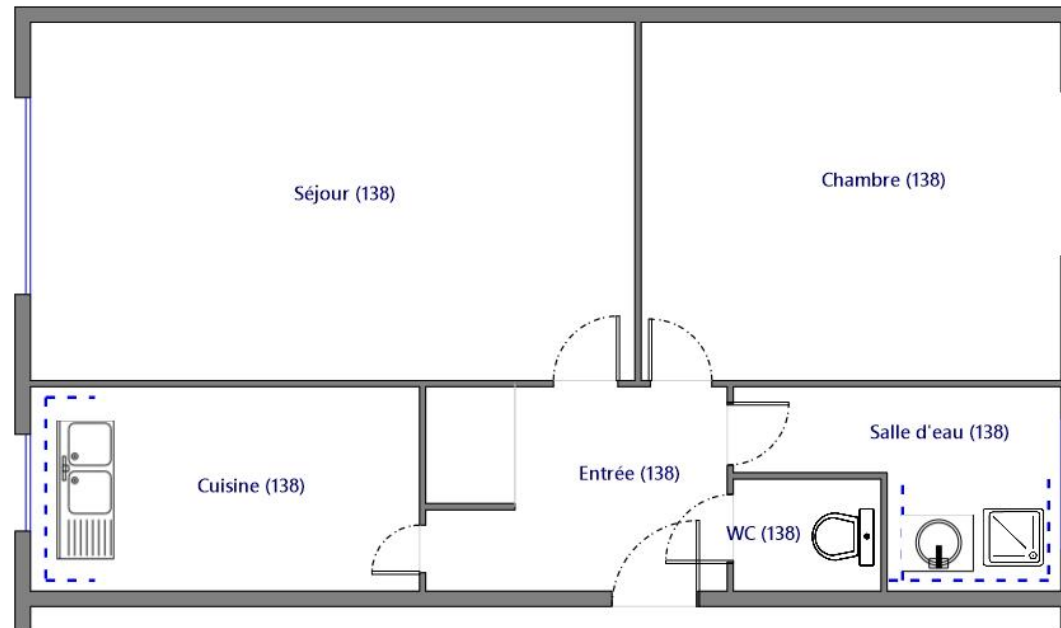 Séjour (138)
Chambre (138)
Salle d'eau (138)
Entrée (138)
Cuisine (138)
WC (138)